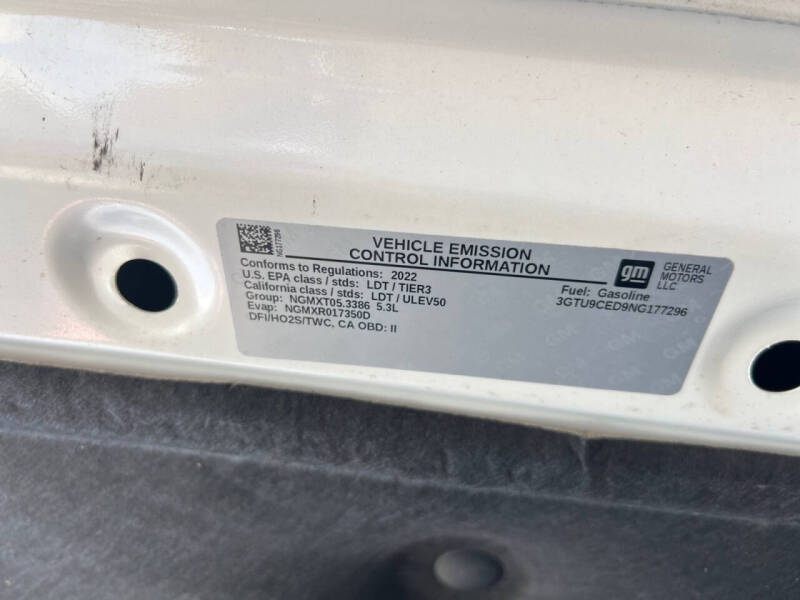 NG177296
VEHICLE EMISSION
CONTROL INFORMATION
Conforms to Regulations: 2022
U.S. EPA class / stds: LDT / TIER3
California class / stds: LDT / ULEV50
Group: NGMXT05.3386 5.3L
Evap: NGMXR017350D
DFI/HO2S/TWC, CA OBD: II
gm
GENERAL
MOTORS
LLC
Fuel: Gasoline
3GTU9CED9NG177296